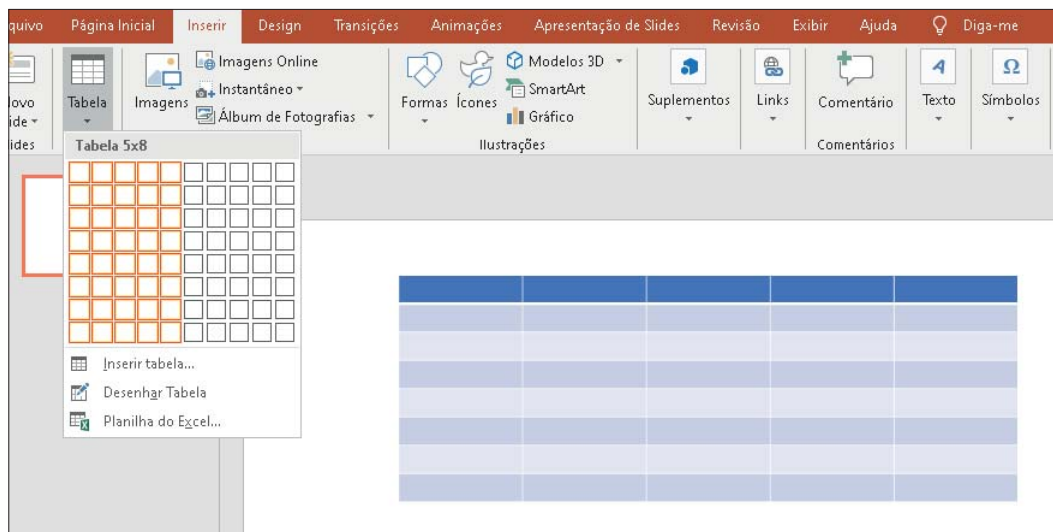 quivo Página Inicial Inserir Design Transições Animações Apresentação de Slides Revisão Exibir Ajuda Diga-me
Imagens Online
Modelos 3D
Instantâneo
SmartArt
ovo
Tabela
Imagens
Formas
Ícones
Suplementos
Links
Comentário
Texto
Símbolos
ide
Álbum de Fotografias
Gráfico
ides
Ilustrações
Comentários
Tabela 5x8
Inserir tabela...
Desenhar Tabela
Planilha do Excel...